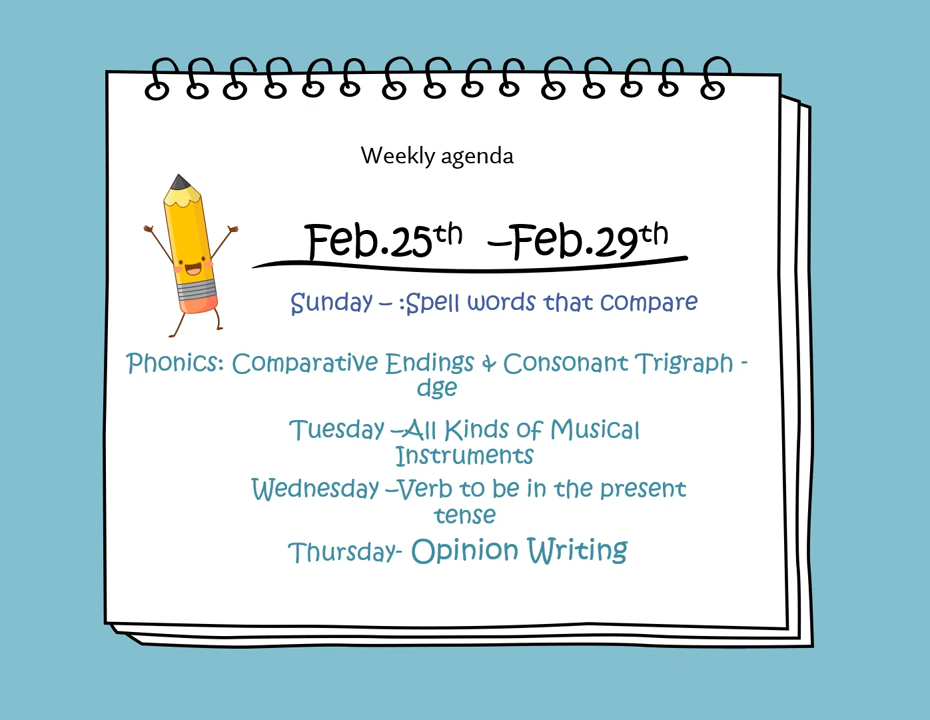 Weekly agenda
Feb.25th –Feb.29th
Sunday – :Spell words that compare
Phonics: Comparative Endings & Consonant Trigraph -
dge
Tuesday –All Kinds of Musical
Instruments
Wednesday –Verb to be in the present
tense
Thursday- Opinion Writing